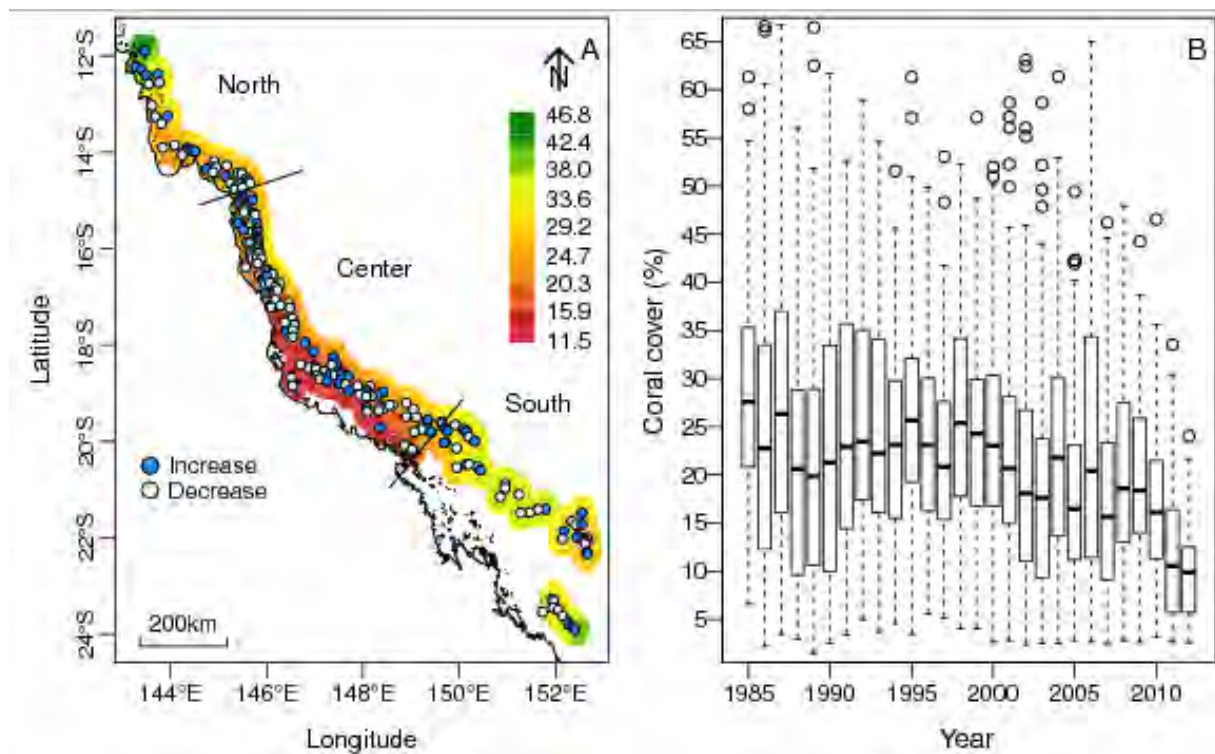 A
N
North
Center
South
46.8
42.4
38.0
33.6
29.2
24.7
20.3
15.9
11.5
Increase
Decrease
200km
12°S
14°S
16°S
18°S
20°S
22°S
24°S
Latitude
144°E 146°E 148°E 150°E 152°E
Longitude
B
65
60
55
50
45
40
35
30
25
20
15
10
5
Coral cover (%)
1985 1990 1995 2000 2005 2010
Year